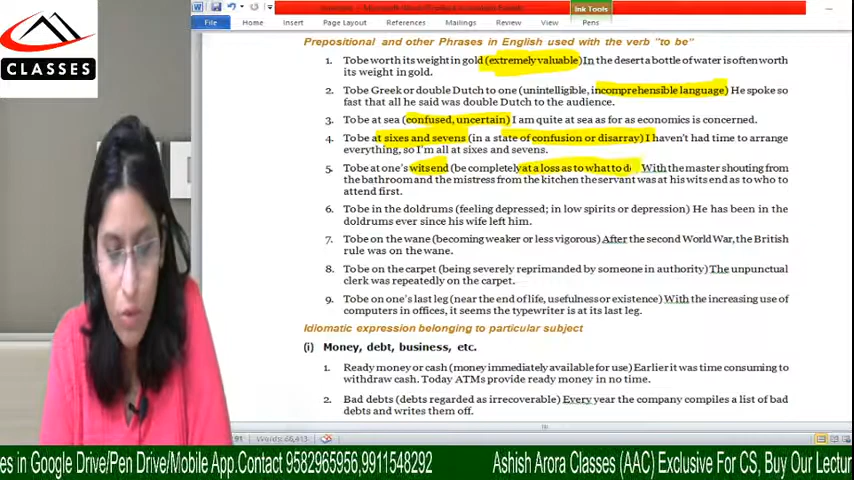 Ink Tools
File
Home
Insert
Page Layout
References
Mailings
Review
View
Pens
CLASSES
Prepositional and other Phrases in English used with the verb "to be"
1. To be worth its weight in gold (extremely valuable) In the desert a bottle of water is often worth
its weight in gold.
2. To be Greek or double Dutch to one (unintelligible, incomprehensible language) He spoke so
fast that all he said was double Dutch to the audience.
3. To be at sea (confused, uncertain) I am quite at sea as for as economics is concerned.
4. To be at sixes and sevens (in a state of confusion or disarray) I haven't had time to arrange
everything, so I'm all at sixes and sevens.
5. To be at one's wits end (be completely at a loss as to what to do With the master shouting from
the bathroom and the mistress from the kitchen the servant was at his wits end as to who to
attend first.
6. To be in the doldrums (feeling depressed; in low spirits or depression) He has been in the
doldrums ever since his wife left him.
7. To be on the wane (becoming weaker or less vigorous) After the second World War, the British
rule was on the wane.
8. To be on the carpet (being severely reprimanded by someone in authority) The unpunctual
clerk was repeatedly on the carpet.
9. To be on one's last leg (near the end of life, usefulness or existence) With the increasing use of
computers in offices, it seems the typewriter is at its last leg.
Idiomatic expression belonging to particular subject
(i) Money, debt, business, etc.
1. Ready money or cash (money immediately available for use) Earlier it was time consuming to
withdraw cash. Today ATMs provide ready money in no time.
2. Bad debts (debts regarded as irrecoverable) Every year the company compiles a list of bad
debts and writes them off.
91 Words: 66,413
es in Google Drive/Pen Drive/Mobile App.Contact 9582965956,9911548292 Ashish Arora Classes (AAC) Exclusive For CS, Buy Our Lectur